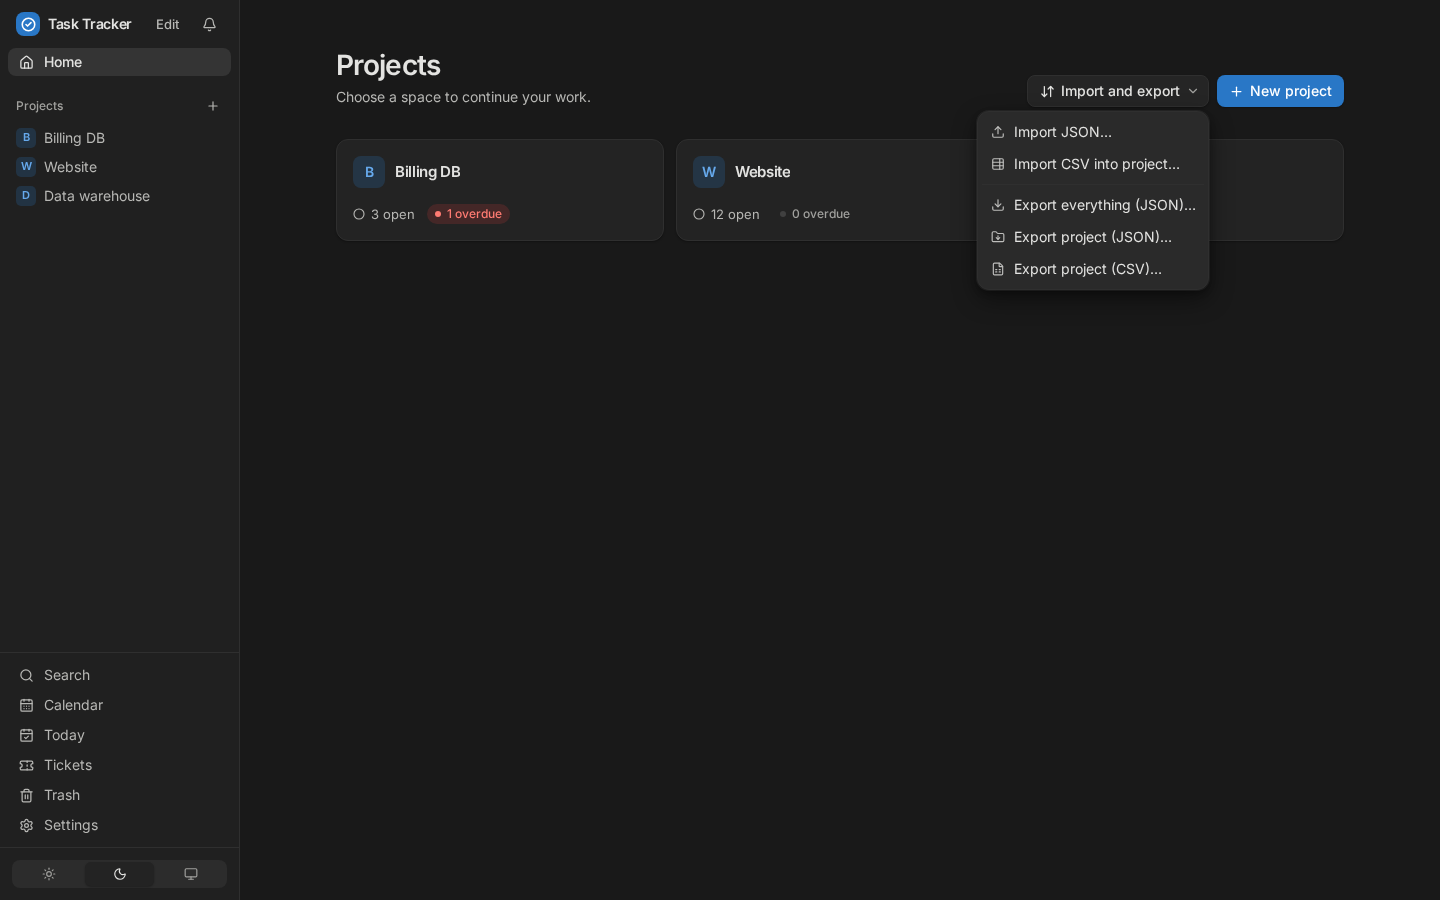 Task Tracker
Edit
Home
Projects
B Billing DB
W Website
D Data warehouse
Search
Calendar
Today
Tickets
Trash
Settings
Projects
Choose a space to continue your work.
Import and export
New project
Import JSON...
Import CSV into project...
Export everything (JSON)...
Export project (JSON)...
Export project (CSV)...
B Billing DB
3 open 1 overdue
W Website
12 open 0 overdue